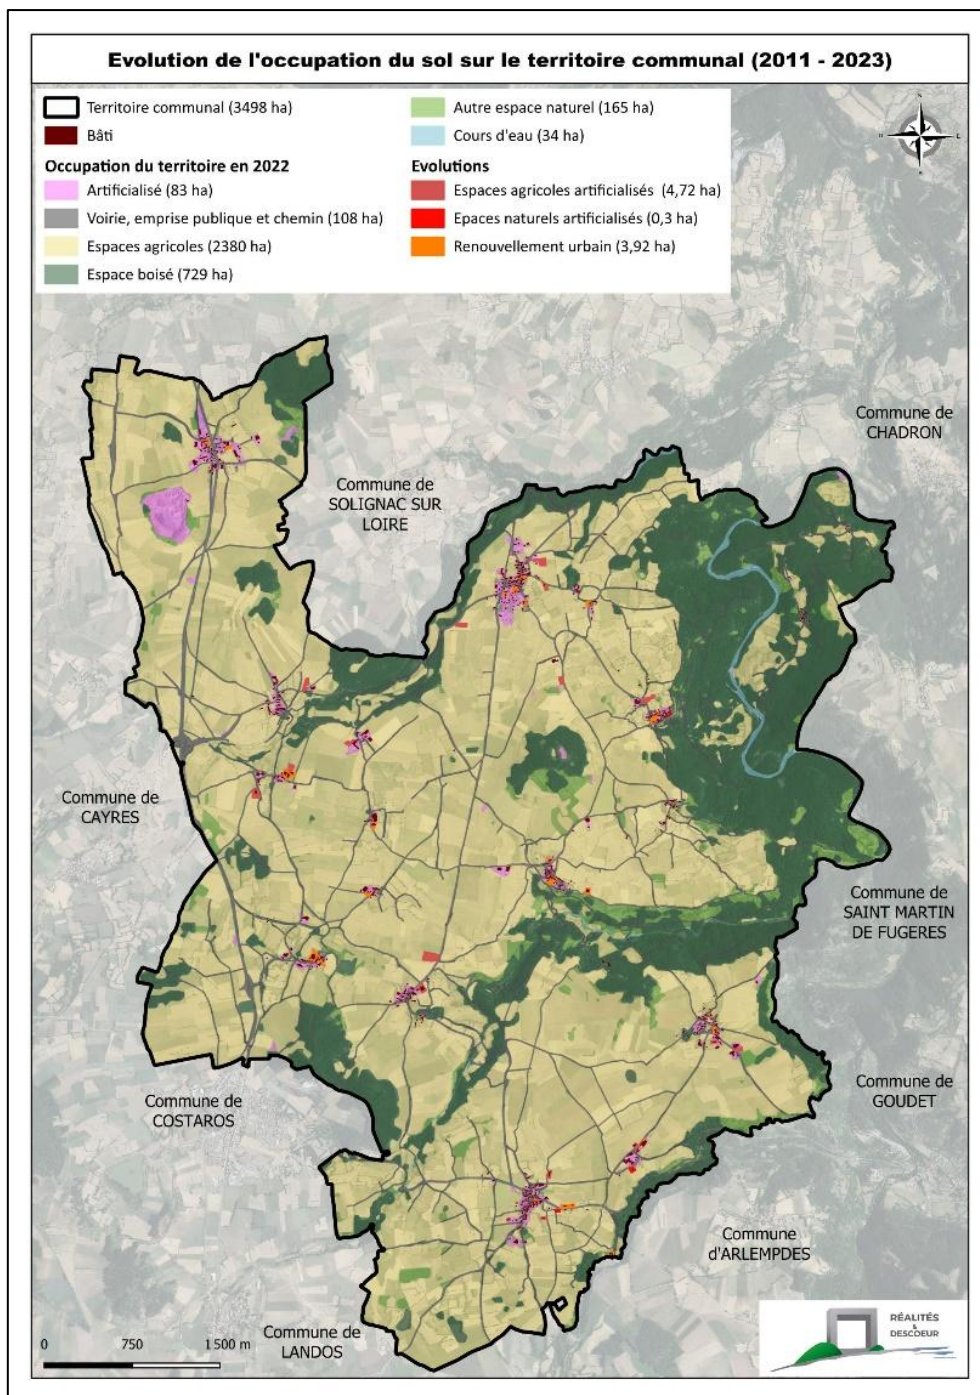 Evolution de l'occupation du sol sur le territoire communal (2011 - 2023)
Territoire communal (3498 ha)
Bâti
Occupation du territoire en 2022
Artificialisé (83 ha)
Voirie, emprise publique et chemin (108 ha)
Espaces agricoles (2380 ha)
Espace boisé (729 ha)
Autre espace naturel (165 ha)
Cours d'eau (34 ha)
Evolutions
Espaces agricoles artificialisés (4,72 ha)
Epaces naturels artificialisés (0,3 ha)
Renouvellement urbain (3,92 ha)
Commune de
CHADRON
Commune de
SOLIGNAC SUR
LOIRE
Commune de
CAYRES
Commune de
SAINT MARTIN
DE FUGERES
Commune de
GOUDET
Commune de
COSTAROS
Commune
d'ARLEMPDES
Commune de
LANDOS
0 750 1500 m
RÉALITÉS
&
DESCOEUR